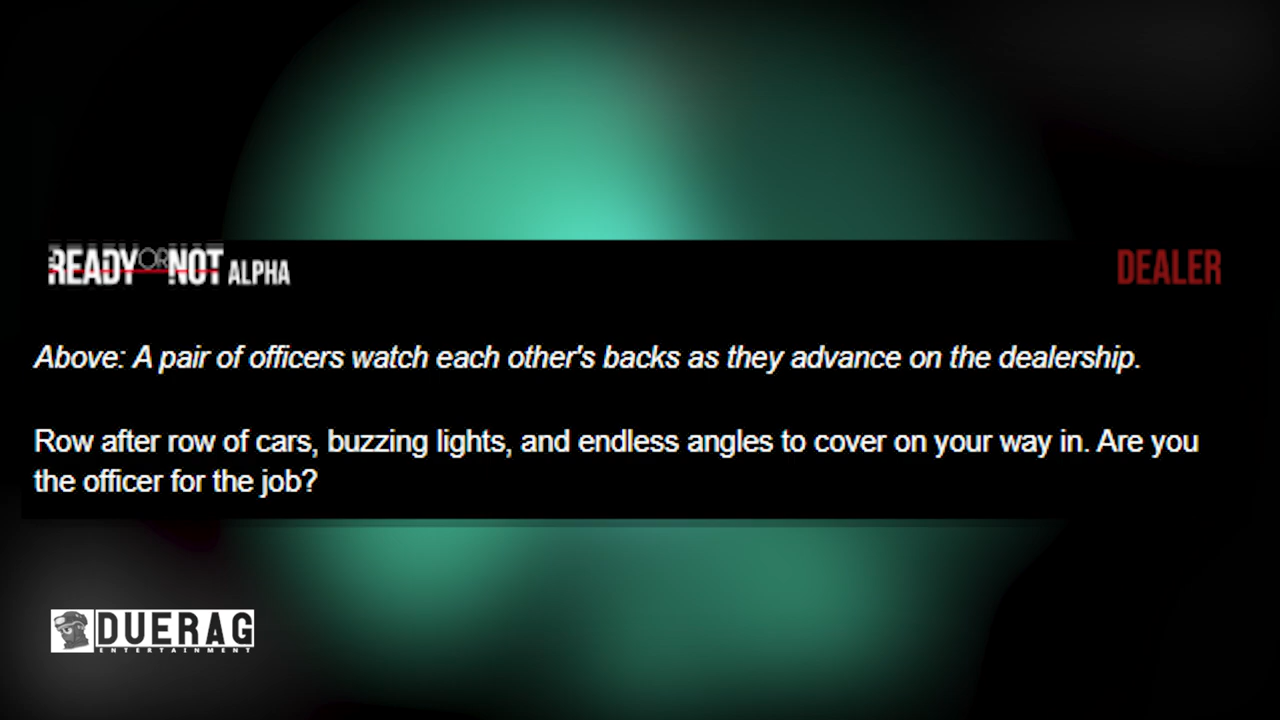 READY OR NOT ALPHA
DEALER
Above: A pair of officers watch each other's backs as they advance on the dealership.
Row after row of cars, buzzing lights, and endless angles to cover on your way in. Are you
the officer for the job?
DUERAG
ENTERTAINMENT